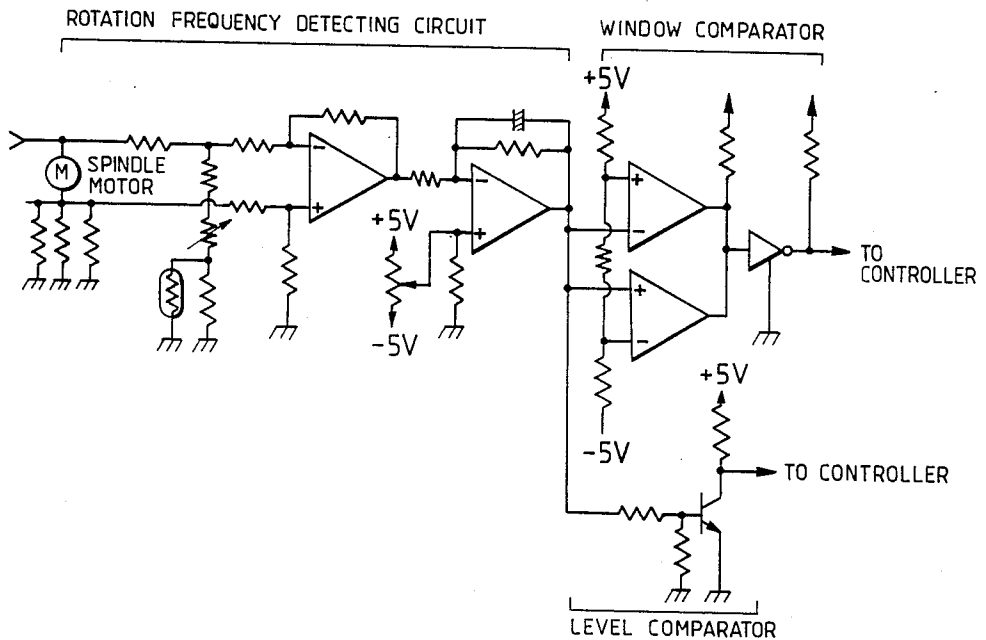 ROTATION FREQUENCY DETECTING CIRCUIT
WINDOW COMPARATOR
+5V
M
SPINDLE
MOTOR
-
+
-
+
+5V
-5V
+
-
+
-
TO
CONTROLLER
-5V
+5V
TO CONTROLLER
LEVEL COMPARATOR